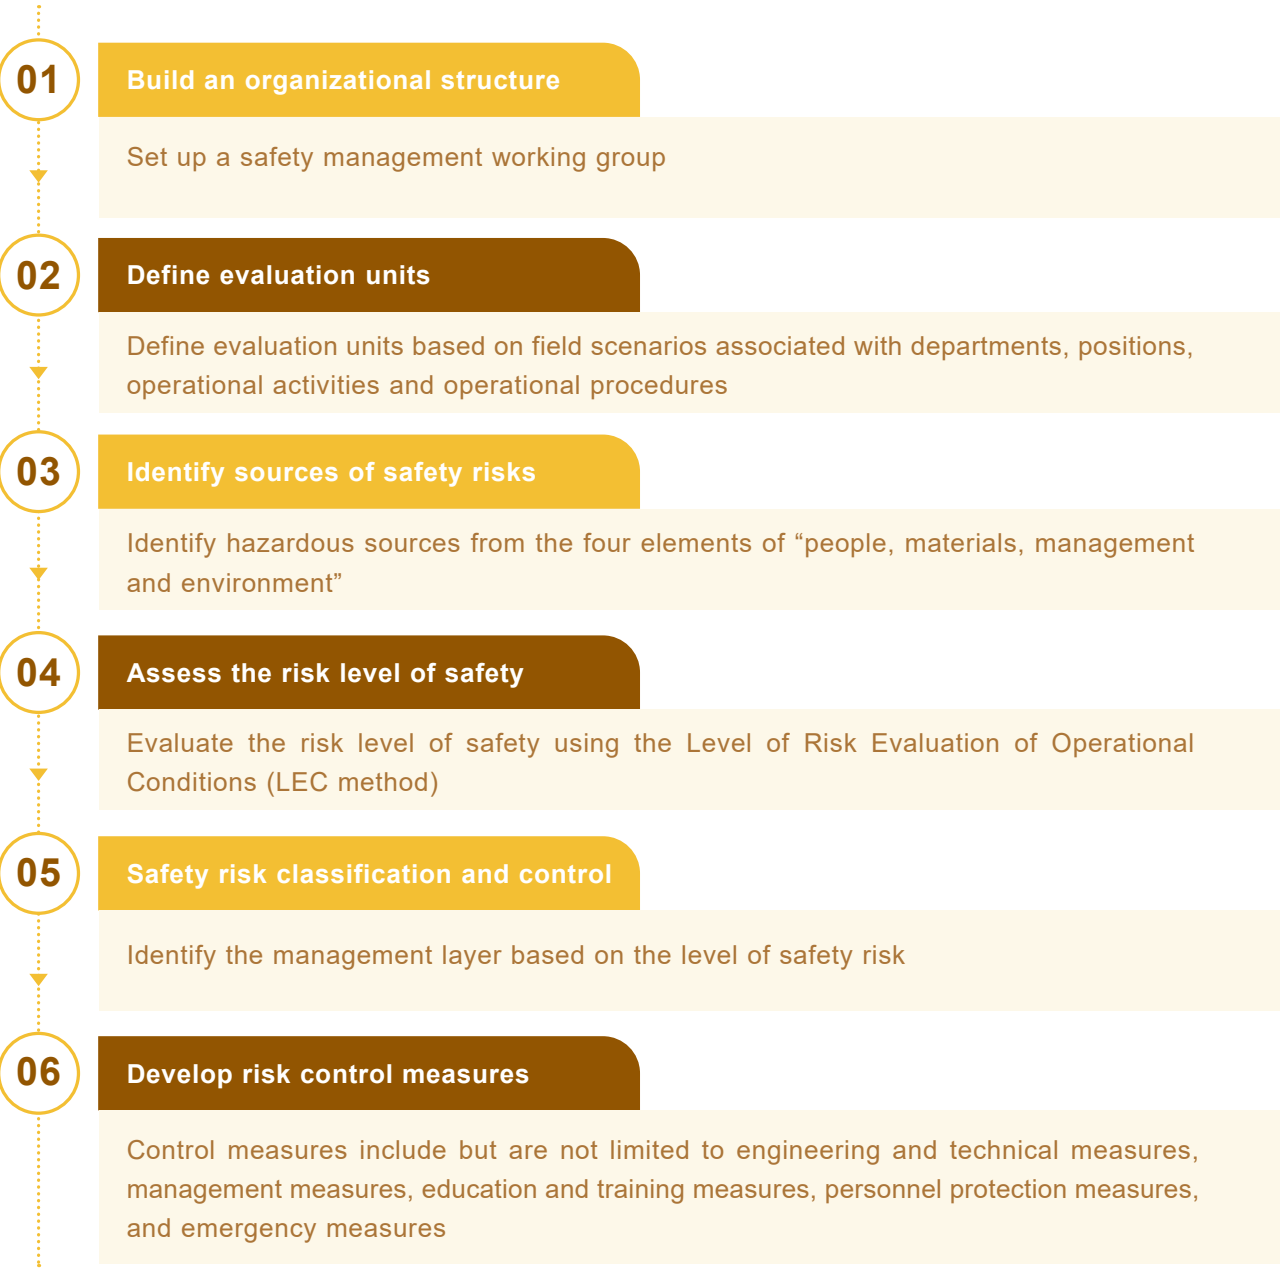 01
Build an organizational structure
Set up a safety management working group
02
Define evaluation units
Define evaluation units based on field scenarios associated with departments, positions,
operational activities and operational procedures
03
Identify sources of safety risks
Identify hazardous sources from the four elements of “people, materials, management
and environment”
04
Assess the risk level of safety
Evaluate the risk level of safety using the Level of Risk Evaluation of Operational
Conditions (LEC method)
05
Safety risk classification and control
Identify the management layer based on the level of safety risk
06
Develop risk control measures
Control measures include but are not limited to engineering and technical measures,
management measures, education and training measures, personnel protection measures,
and emergency measures